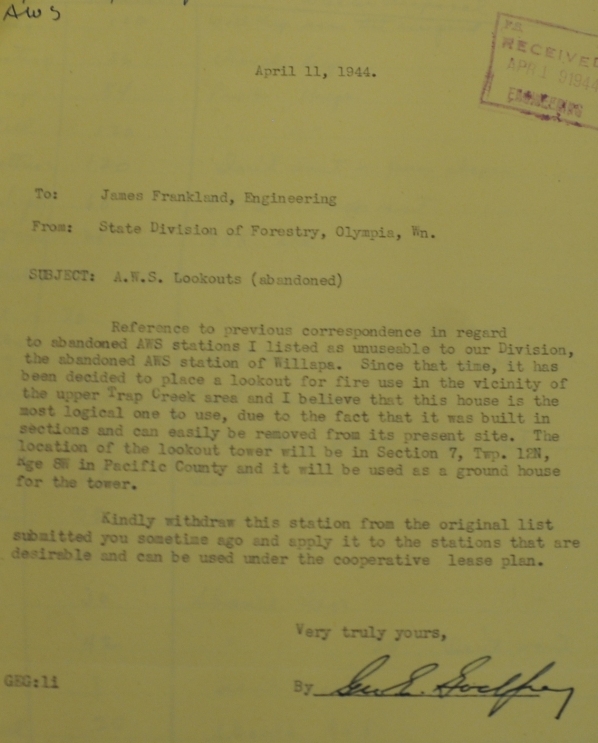 AWS
RECEIVED
APR 19 1944
ENGINEERING
April 11, 1944.
To: James Frankland, Engineering
From: State Division of Forestry, Olympia, Wn.
SUBJECT: A.W.S. Lookouts (abandoned)
Reference to previous correspondence in regard
to abandoned AWS stations I listed as unuseable to our Division,
the abandoned AWS station of Willapa. Since that time, it has
been decided to place a lookout for fire use in the vicinity of
the upper Trap Creek area and I believe that this house is the
most logical one to use, due to the fact that it was built in
sections and can easily be removed from its present site. The
location of the lookout tower will be in Section 7, Twp. 12N,
Rge 8W in Pacific County and it will be used as a ground house
for the tower.
Kindly withdraw this station from the original list
submitted you sometime ago and apply it to the stations that are
desirable and can be used under the cooperative lease plan.
Very truly yours,
GEG:li
By Geo E. Godfrey